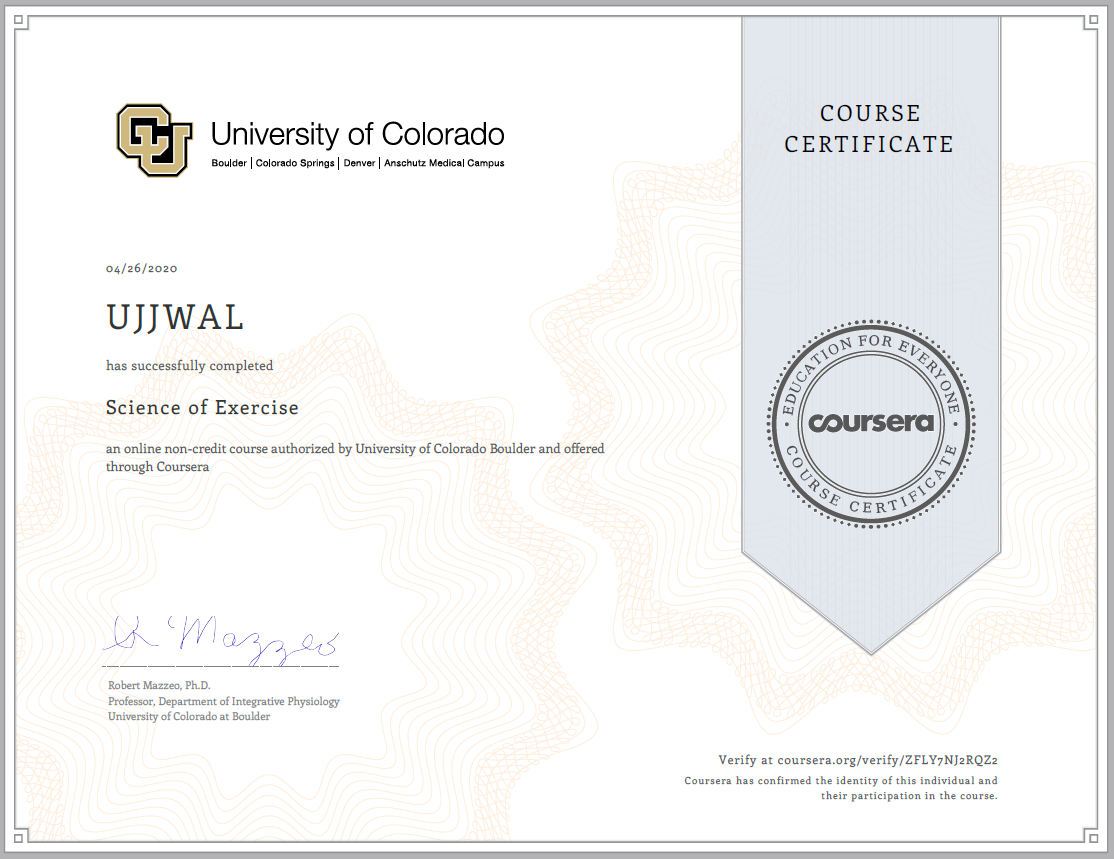 University of Colorado
Boulder | Colorado Springs | Denver | Anschutz Medical Campus
COURSE
CERTIFICATE
04/26/2020
UJJWAL
has successfully completed
Science of Exercise
an online non-credit course authorized by University of Colorado Boulder and offered
through Coursera
EDUCATION FOR EVERYONE
coursera
COURSE CERTIFICATE
R Mazzeo
Robert Mazzeo, Ph.D.
Professor, Department of Integrative Physiology
University of Colorado at Boulder
Verify at coursera.org/verify/ZFLY7NJ2RQZ2
Coursera has confirmed the identity of this individual and
their participation in the course.